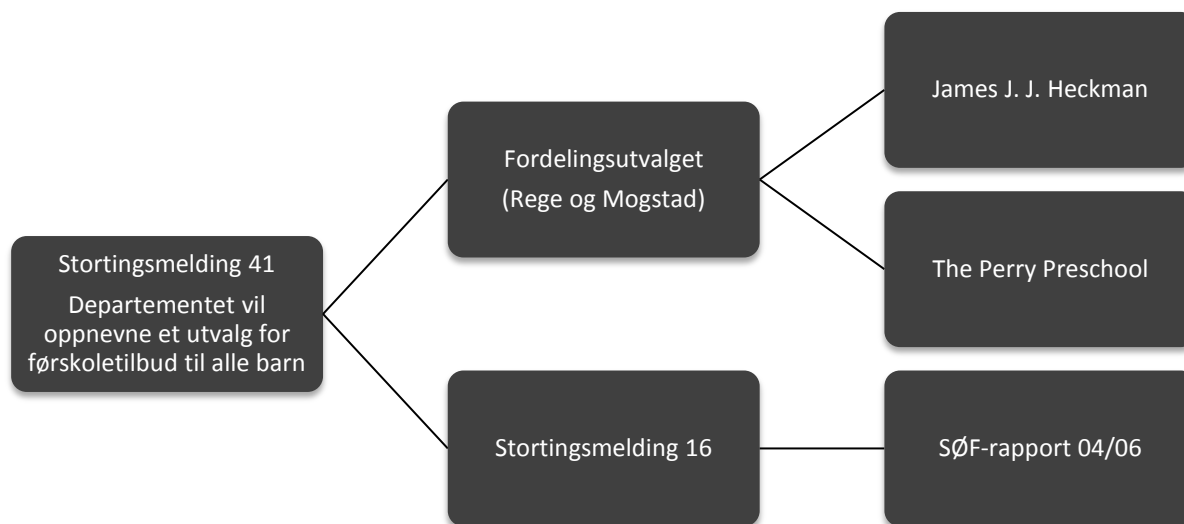 Stortingsmelding 41
Departementet vil
oppnevne et utvalg for
førskoletilbud til alle barn
Fordelingsutvalget
(Rege og Mogstad)
James J. J. Heckman
The Perry Preschool
Stortingsmelding 16
SØF-rapport 04/06